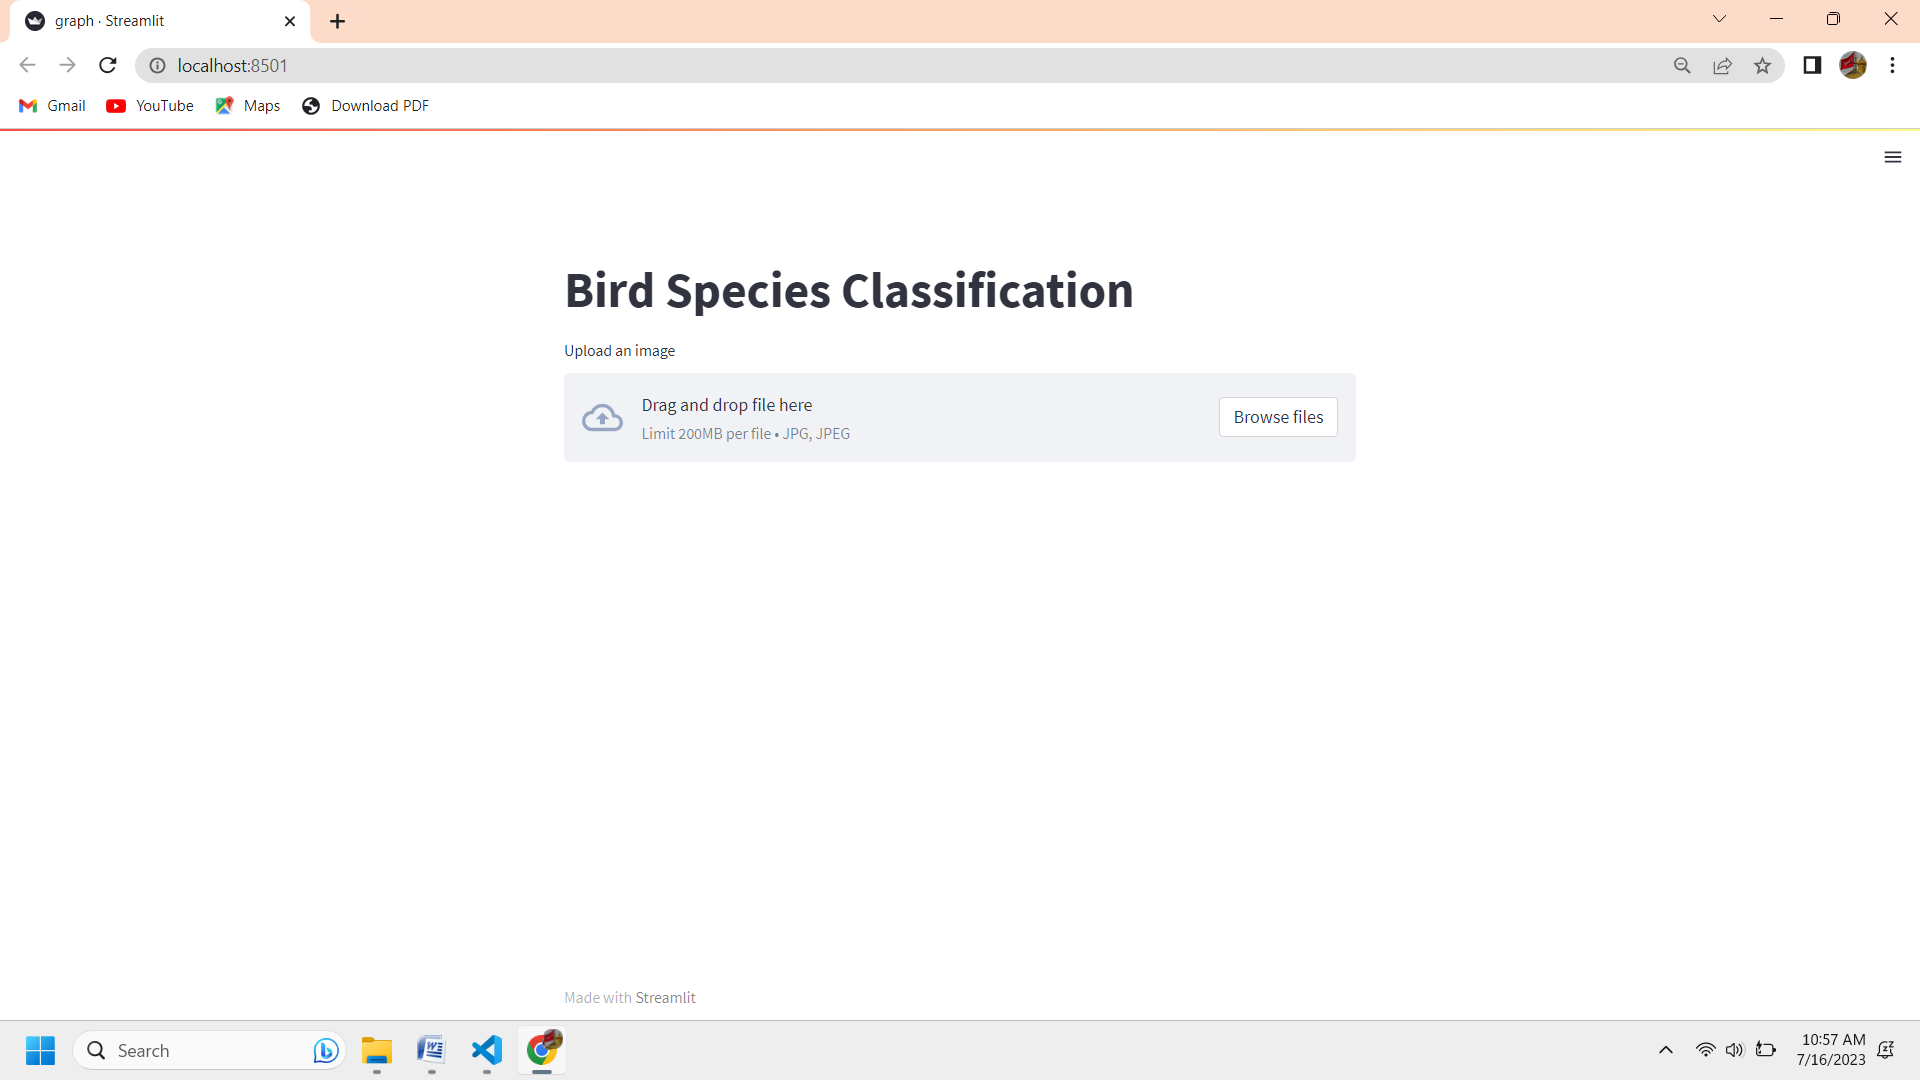 graph · Streamlit
localhost:8501
Gmail YouTube Maps Download PDF
Bird Species Classification
Upload an image
Drag and drop file here
Limit 200MB per file • JPG, JPEG
Browse files
Made with Streamlit
Search
10:57 AM
7/16/2023